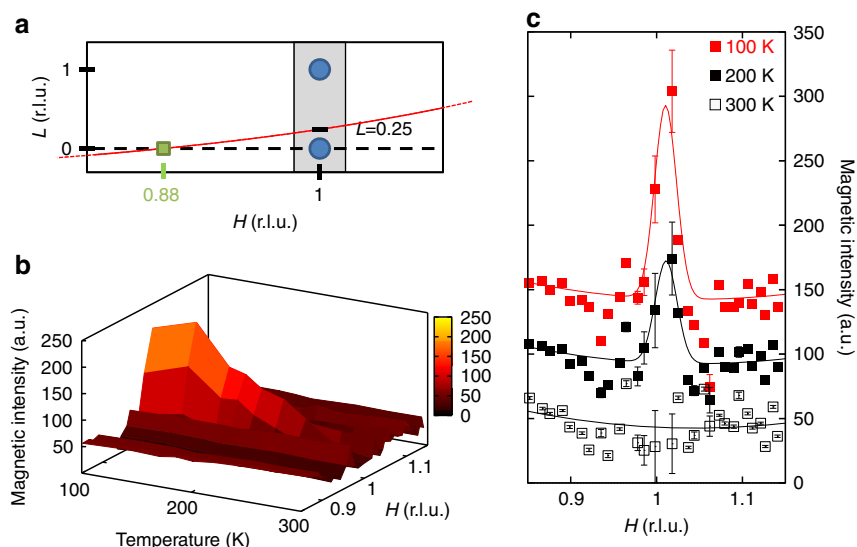 a
L (r.l.u.)
1
0
L=0.25
0.88
1
H (r.l.u.)
b
Magnetic intensity (a.u.)
250
200
150
100
50
100
200
300
Temperature (K)
0.9
1
1.1
H (r.l.u.)
250
200
150
100
50
0
c
100 K
200 K
300 K
350
300
250
200
150
100
50
0
Magnetic intensity (a.u.)
0.9
1
1.1
H (r.l.u.)